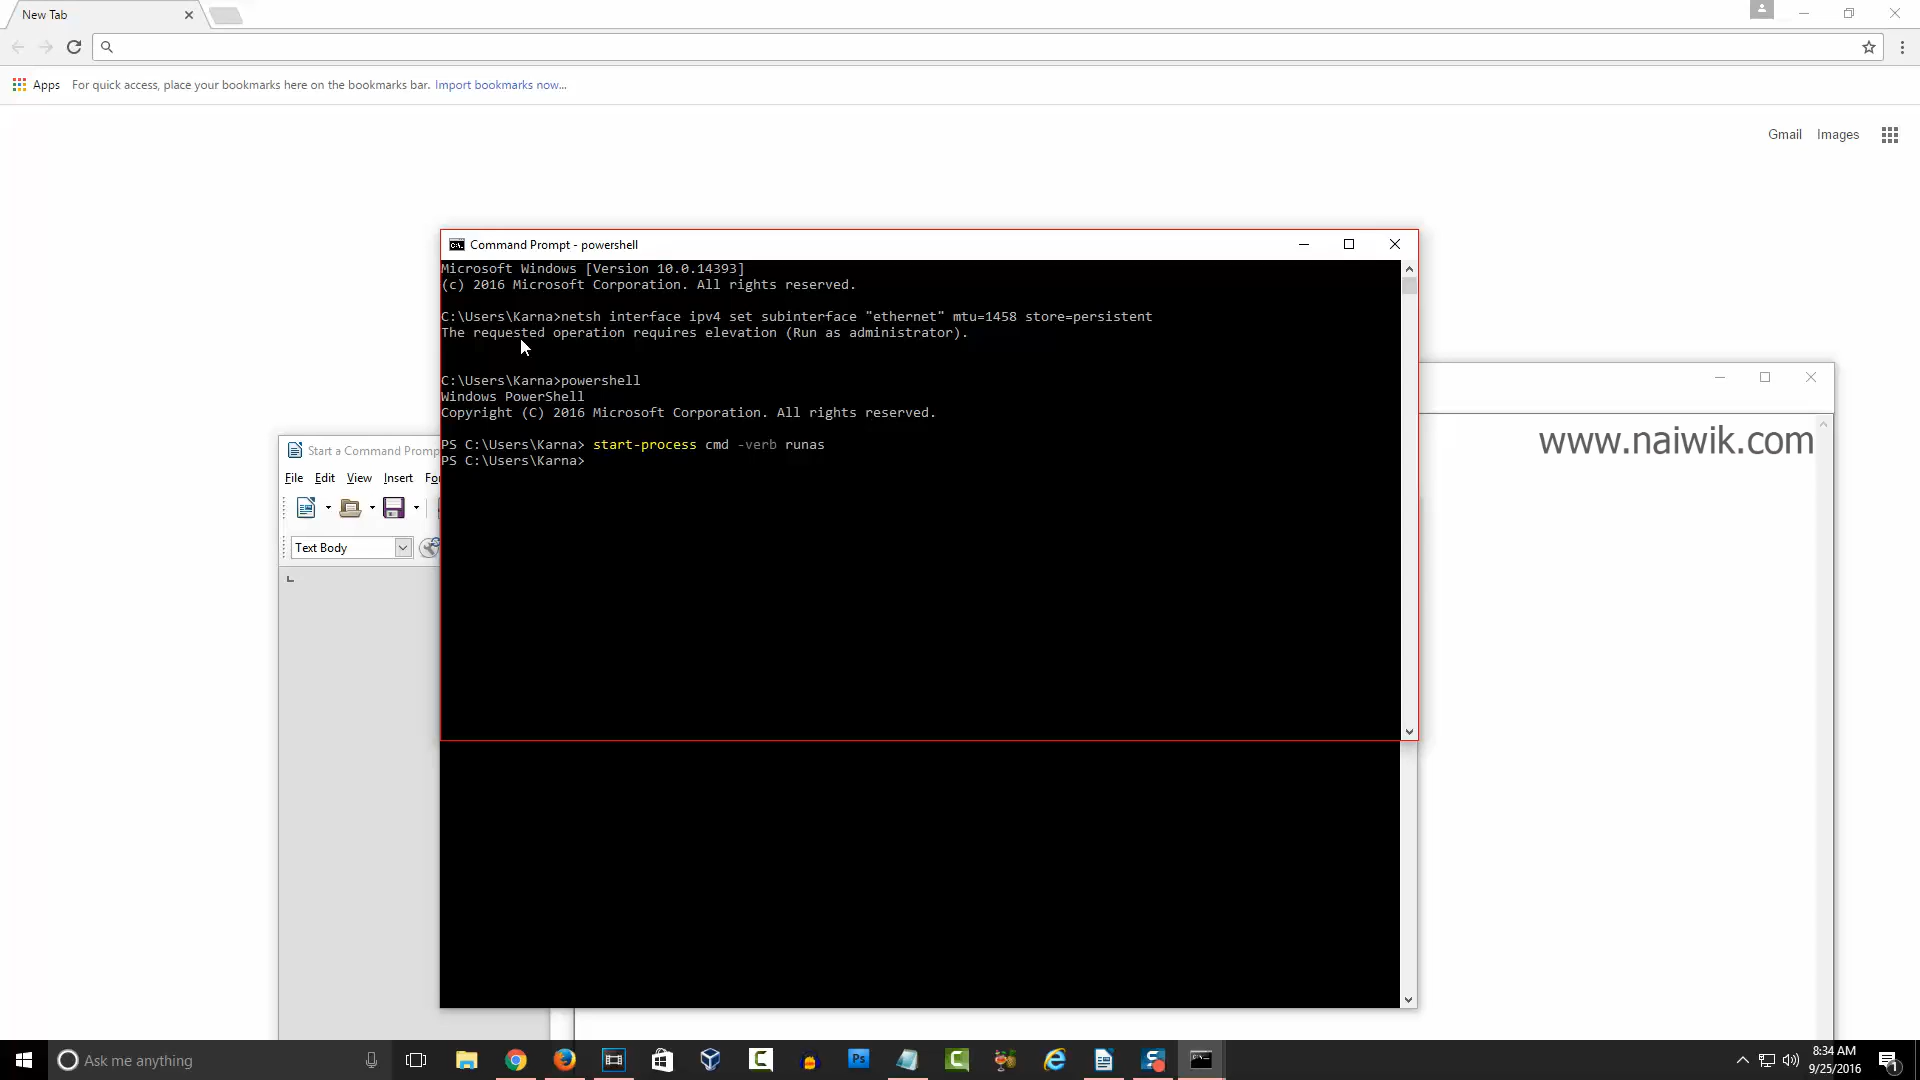 New Tab
Apps For quick access, place your bookmarks here on the bookmarks bar. Import bookmarks now...
Gmail Images
Command Prompt - powershell
Microsoft Windows [Version 10.0.14393]
(c) 2016 Microsoft Corporation. All rights reserved.
C:\Users\Karna>netsh interface ipv4 set subinterface "ethernet" mtu=1458 store=persistent
The requested operation requires elevation (Run as administrator).
C:\Users\Karna>powershell
Windows PowerShell
Copyright (C) 2016 Microsoft Corporation. All rights reserved.
PS C:\Users\Karna> start-process cmd -verb runas
PS C:\Users\Karna>
www.naiwik.com
Start a Command Promp
File Edit View Insert Fo
Text Body
Ask me anything
Ps
8:34 AM
9/25/2016
1